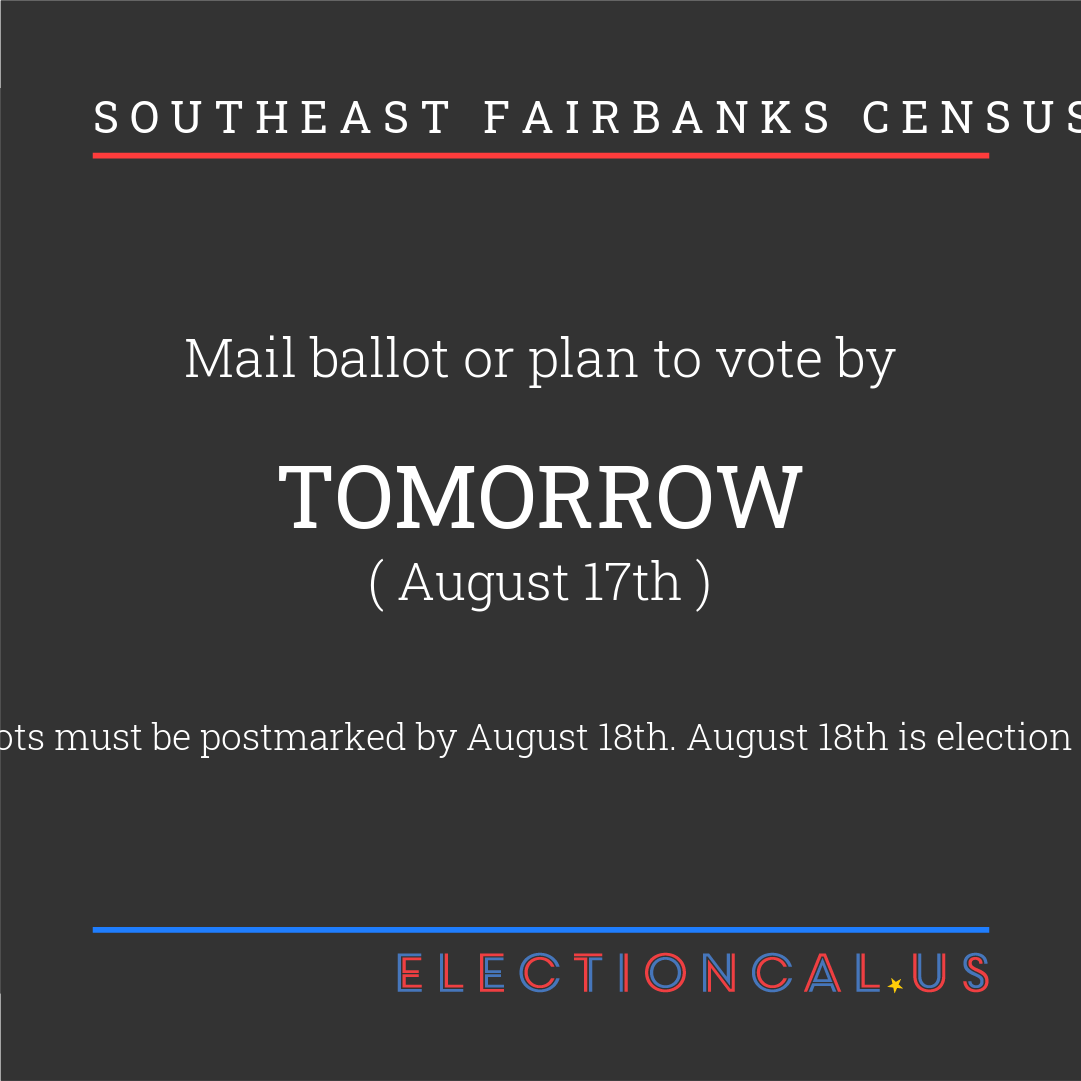 SOUTHEAST FAIRBANKS CENSUS
Mail ballot or plan to vote by
TOMORROW
( August 17th )
ots must be postmarked by August 18th. August 18th is election
ELECTIONCAL.US